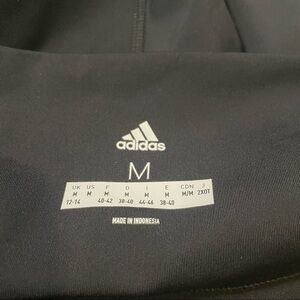 adidas
M
UK US F D I E CDN J
M M M M M M M/M 2XOT
12-14 40-42 38-40 44-46 38-40
MADE IN INDONESIA